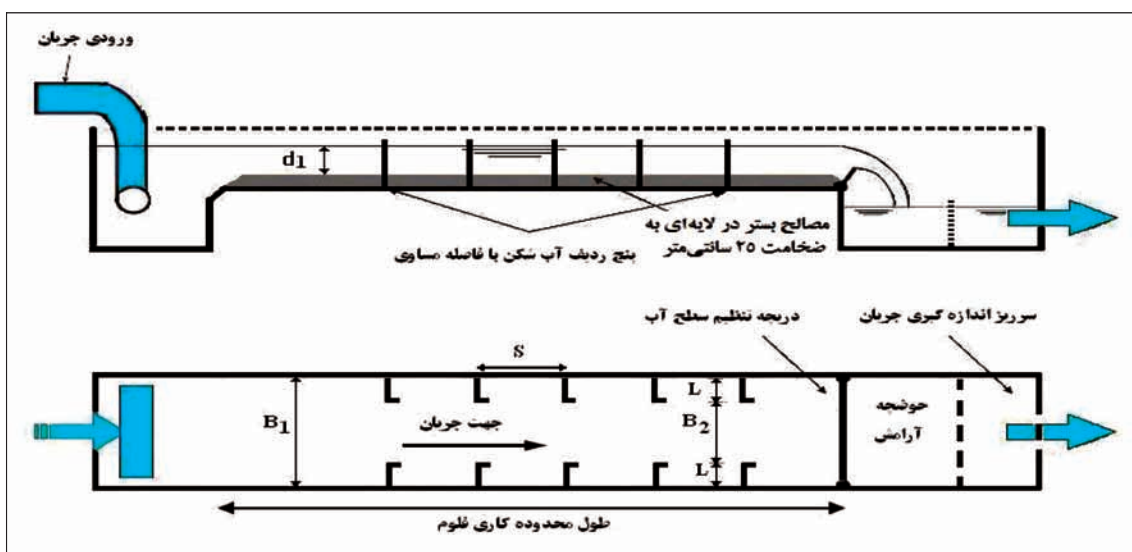 ورودی جریان
d1
مصالح بستر در لایه‌ای به
ضخامت ۲۵ سانتی‌متر
پنج ردیف آب شکن با فاصله مساوی
دریچه تنظیم سطح آب
سرریز اندازه گیری جریان
S
L
B1
جهت جریان
B2
حوضچه
آرامش
L
طول محدوده کاری فلوم